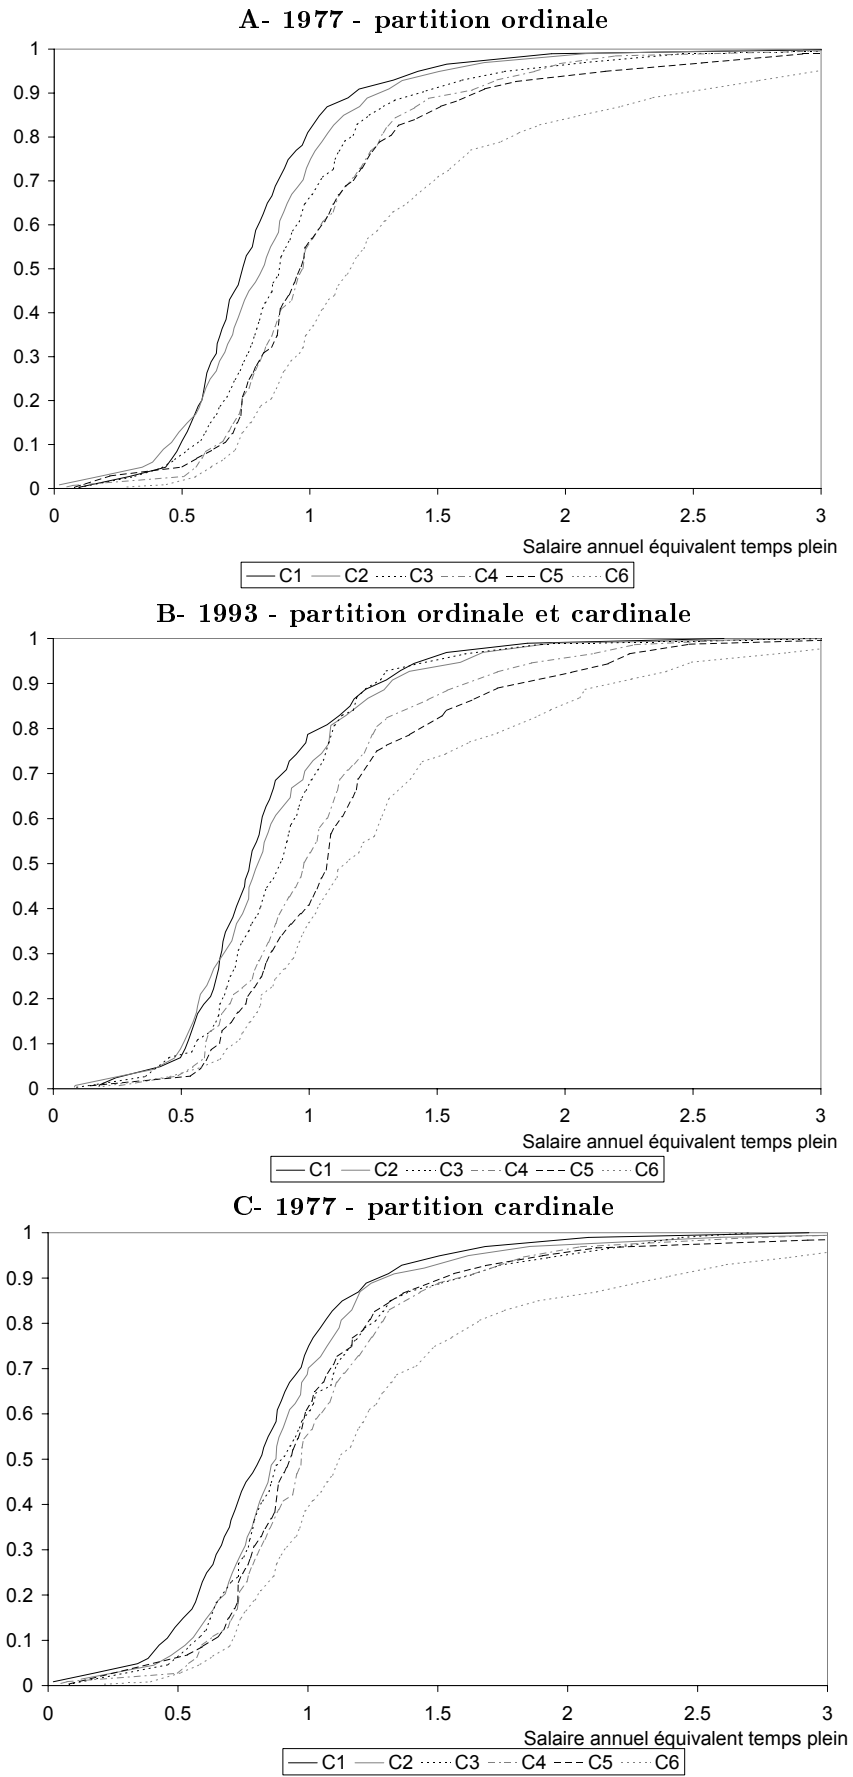 A- 1977 - partition ordinale
1
0.9
0.8
0.7
0.6
0.5
0.4
0.3
0.2
0.1
0
0 0.5 1 1.5 2 2.5 3
Salaire annuel équivalent temps plein
C1 C2 C3 C4 C5 C6
B- 1993 - partition ordinale et cardinale
1
0.9
0.8
0.7
0.6
0.5
0.4
0.3
0.2
0.1
0
0 0.5 1 1.5 2 2.5 3
Salaire annuel équivalent temps plein
C1 C2 C3 C4 C5 C6
C- 1977 - partition cardinale
1
0.9
0.8
0.7
0.6
0.5
0.4
0.3
0.2
0.1
0
0 0.5 1 1.5 2 2.5 3
Salaire annuel équivalent temps plein
C1 C2 C3 C4 C5 C6